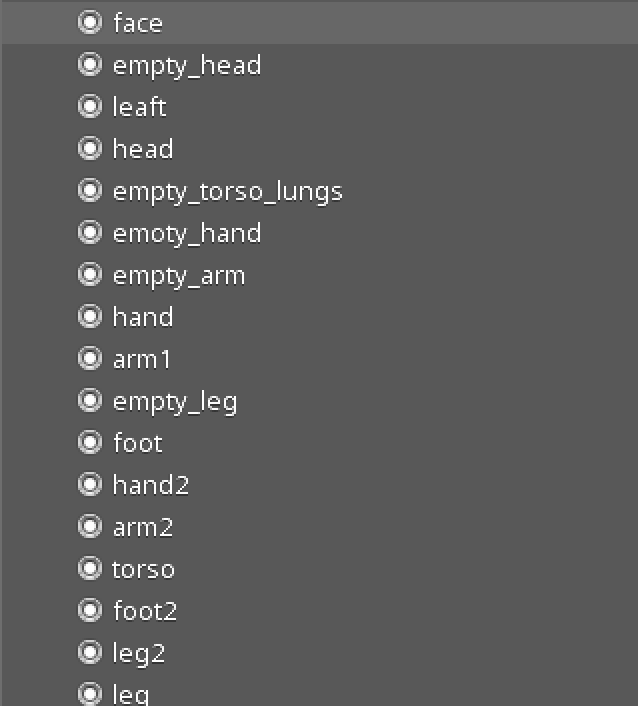 face
empty_head
leaft
head
empty_torso_lungs
emoty_hand
empty_arm
hand
arm1
empty_leg
foot
hand2
arm2
torso
foot2
leg2
leg